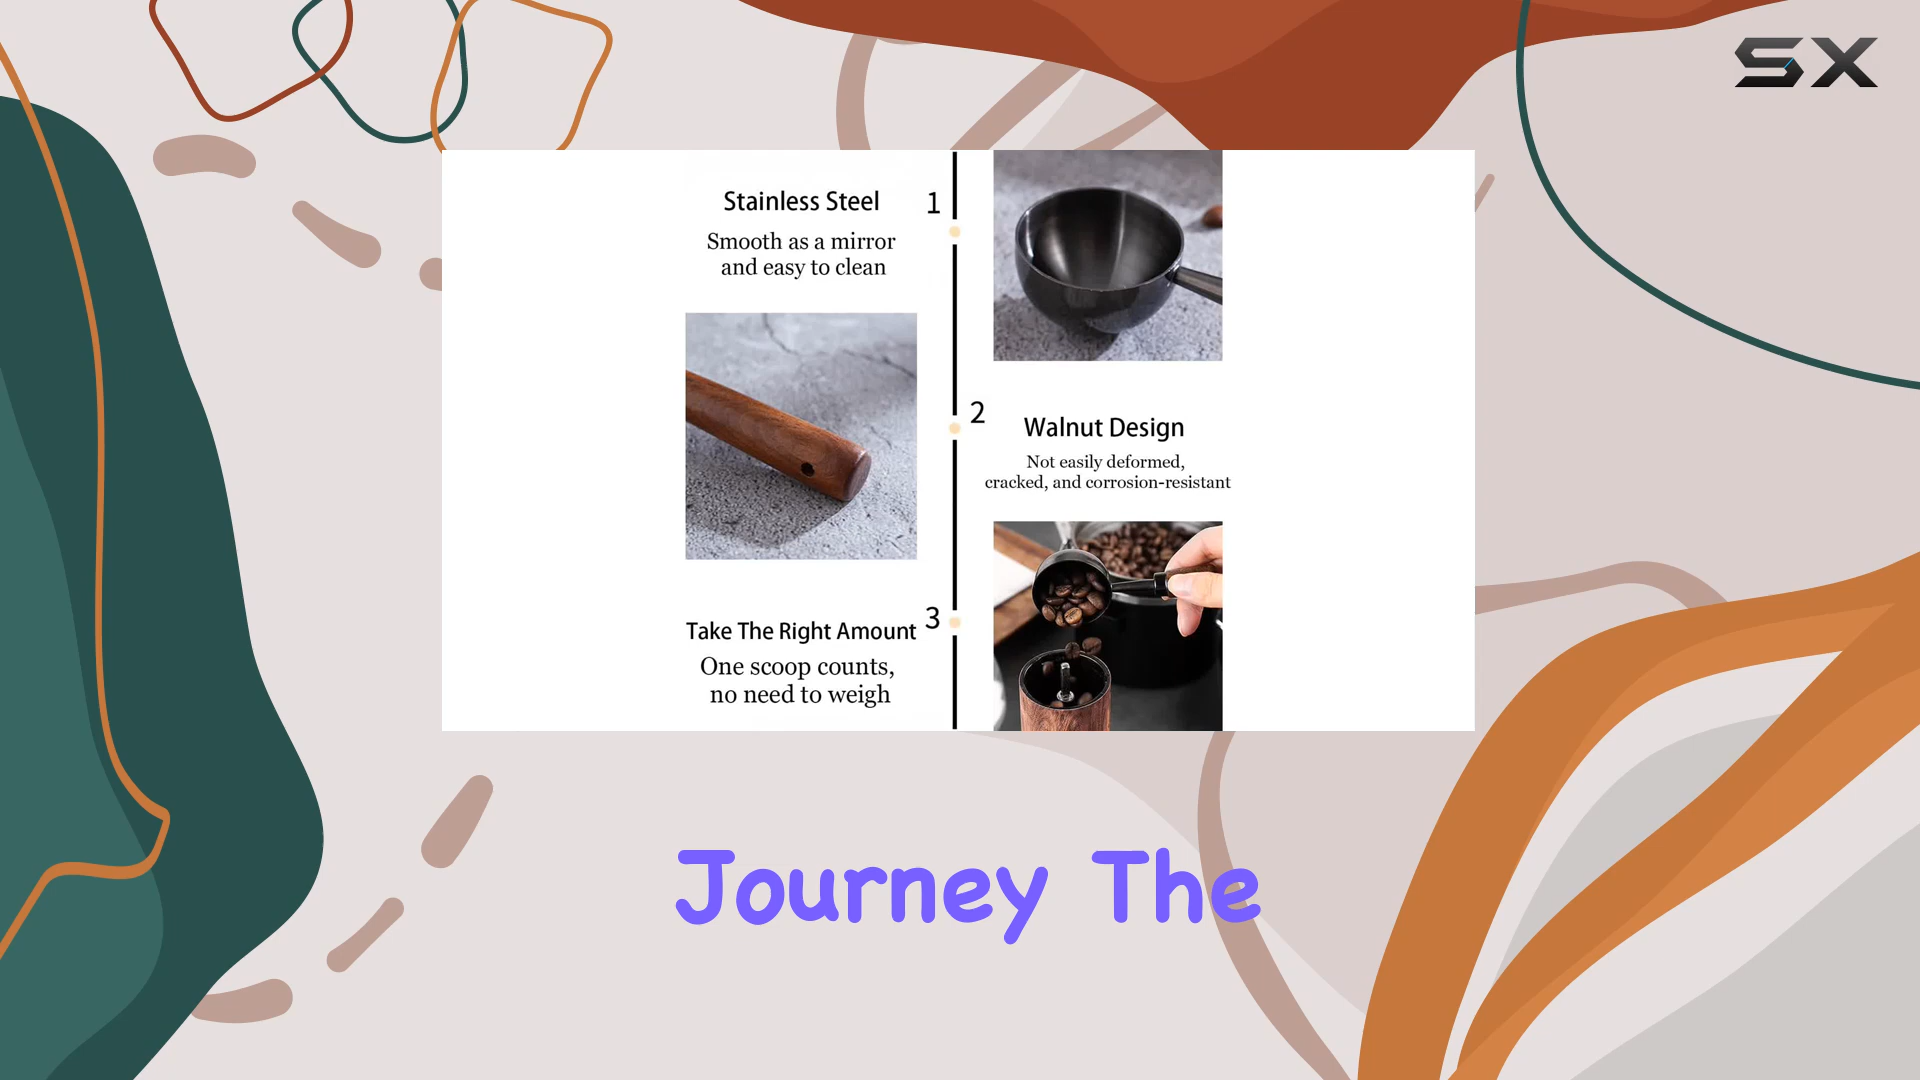 SX
Stainless Steel
1
Smooth as a mirror
and easy to clean
2
Walnut Design
Not easily deformed,
cracked, and corrosion-resistant
Take The Right Amount
3
One scoop counts,
no need to weigh
Journey The